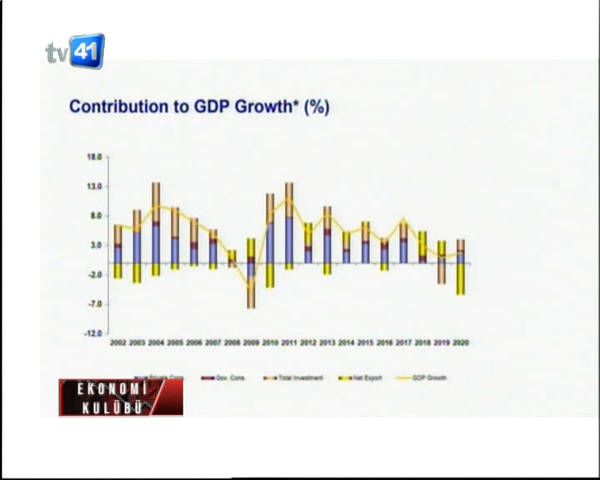 tv41
Contribution to GDP Growth* (%)
18.0
13.0
8.0
3.0
-2.0
-7.0
-12.0
2002 2003 2004 2005 2006 2007 2008 2009 2010 2011 2012 2013 2014 2015 2016 2017 2018 2019 2020
Gov. Cons. Total Investment Net Export GDP Growth
EKONOMİ
KULÜBÜ